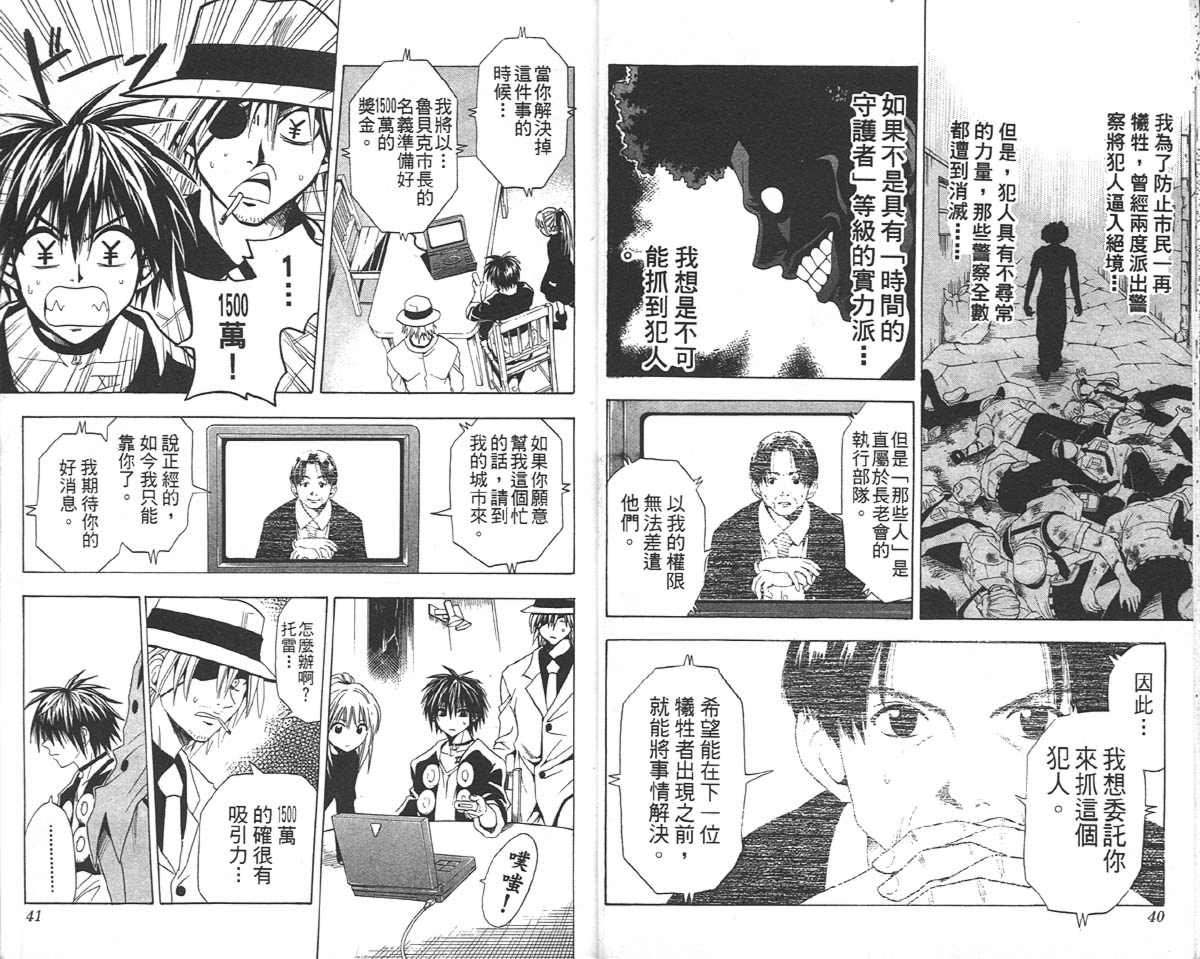 我為了防止市民一再
犧牲，曾經兩度派出警
察將犯人逼入絕境…
但是，犯人具有不尋常
的力量，那些警察全數
都遭到消滅……
如果不是具有「時間的
守護者」等級的實力派…
我想是不可
能抓到犯人
。
但是「那些人」是
直屬於長老會的
執行部隊。
以我的權限
無法差遣
他們。
因此…
我想委託你
來抓這個
犯人。
希望能在下一位
犧牲者出現之前，
就能將事情解決。
40
當你解決掉
這件事的
時候…
我將以…
魯貝克市長的
名義準備好
1500萬的
獎金。
1…
1500
萬！
ドーン
如果你願意
幫我這個忙
的話，請到
我的城市來。
說正經的，
如今我只能
靠你了。
我期待你的
好消息。
噗嗤！
怎麼辦啊？
托雷…
1500萬
的確很有
吸引力…
………
41